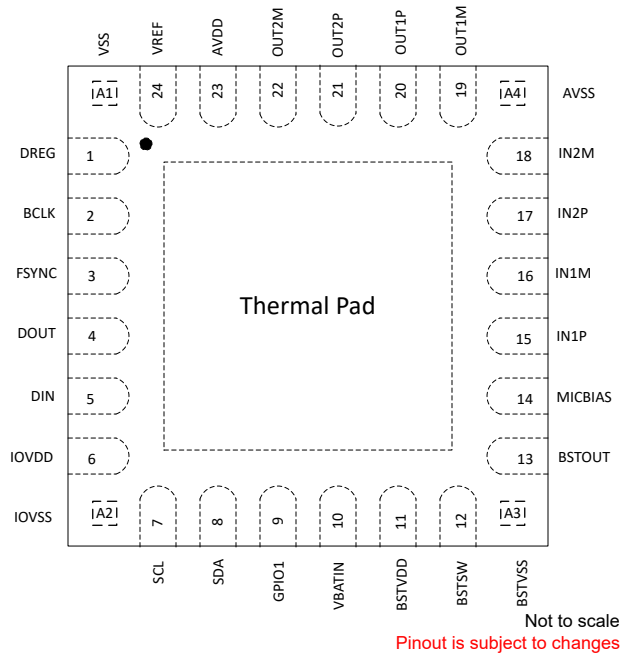 VSS
VREF
AVDD
OUT2M
OUT2P
OUT1P
OUT1M
A1
24
23
22
21
20
19
A4
AVSS
DREG
1
18
IN2M
BCLK
2
17
IN2P
FSYNC
3
16
IN1M
Thermal Pad
DOUT
4
15
IN1P
DIN
5
14
MICBIAS
IOVDD
6
13
BSTOUT
IOVSS
A2
7
8
9
10
11
12
A3
SCL
SDA
GPIO1
VBATIN
BSTVDD
BSTSW
BSTVSS
Not to scale
Pinout is subject to changes